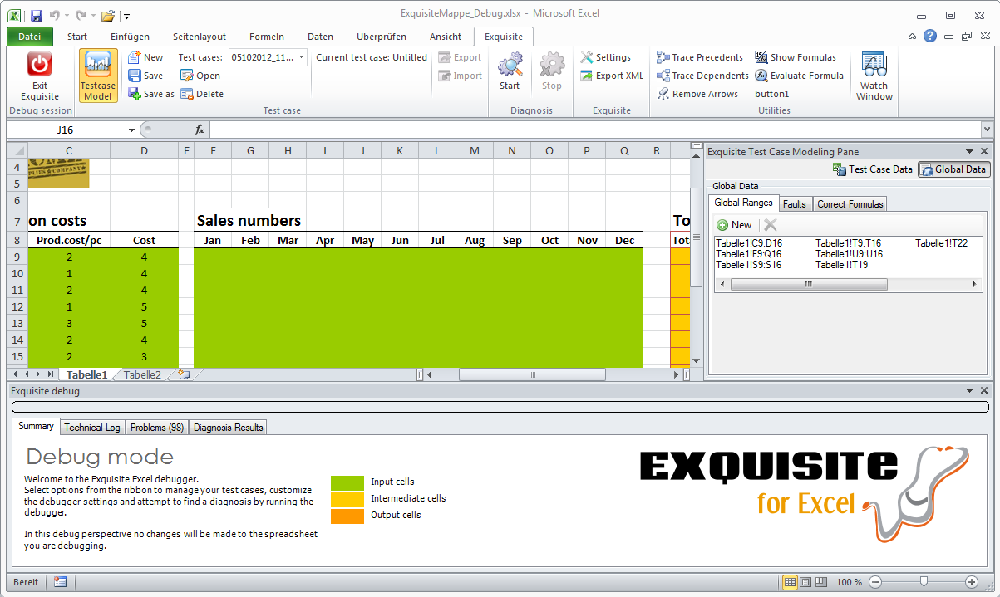 ExquisiteMappe_Debug.xlsx - Microsoft Excel
Datei Start Einfügen Seitenlayout Formeln Daten Überprüfen Ansicht Exquisite
New Test cases: 05102012_11... Current test case: Untitled Export Settings Trace Precedents Show Formulas
Save Open Import Export XML Trace Dependents Evaluate Formula
Save as Delete Remove Arrows button1
Exit Exquisite
Testcase Model
Start Stop
Watch Window
Debug session Test case Diagnosis Exquisite Utilities
J16 fx
C D E F G H I J K L M N O P Q R
4
5
6
7 on costs Sales numbers To
8 Prod.cost/pc Cost Jan Feb Mar Apr May Jun Jul Aug Sep Oct Nov Dec Tot
9 2 4
10 1 4
11 2 4
12 1 5
13 3 5
14 2 4
15 2 3
PLIES★COMPANY★
Tabelle1 Tabelle2
Exquisite Test Case Modeling Pane
Test Case Data Global Data
Global Data
Global Ranges Faults Correct Formulas
New
Tabelle1!C9:D16 Tabelle1!T9:T16 Tabelle1!T22
Tabelle1!F9:Q16 Tabelle1!U9:U16
Tabelle1!S9:S16 Tabelle1!T19
Exquisite debug
Summary Technical Log Problems (98) Diagnosis Results
Debug mode
Welcome to the Exquisite Excel debugger.
Select options from the ribbon to manage your test cases, customize
the debugger settings and attempt to find a diagnosis by running the
debugger.
In this debug perspective no changes will be made to the spreadsheet
you are debugging.
Input cells
Intermediate cells
Output cells
EXQUISITE
for Excel
Bereit 100 %